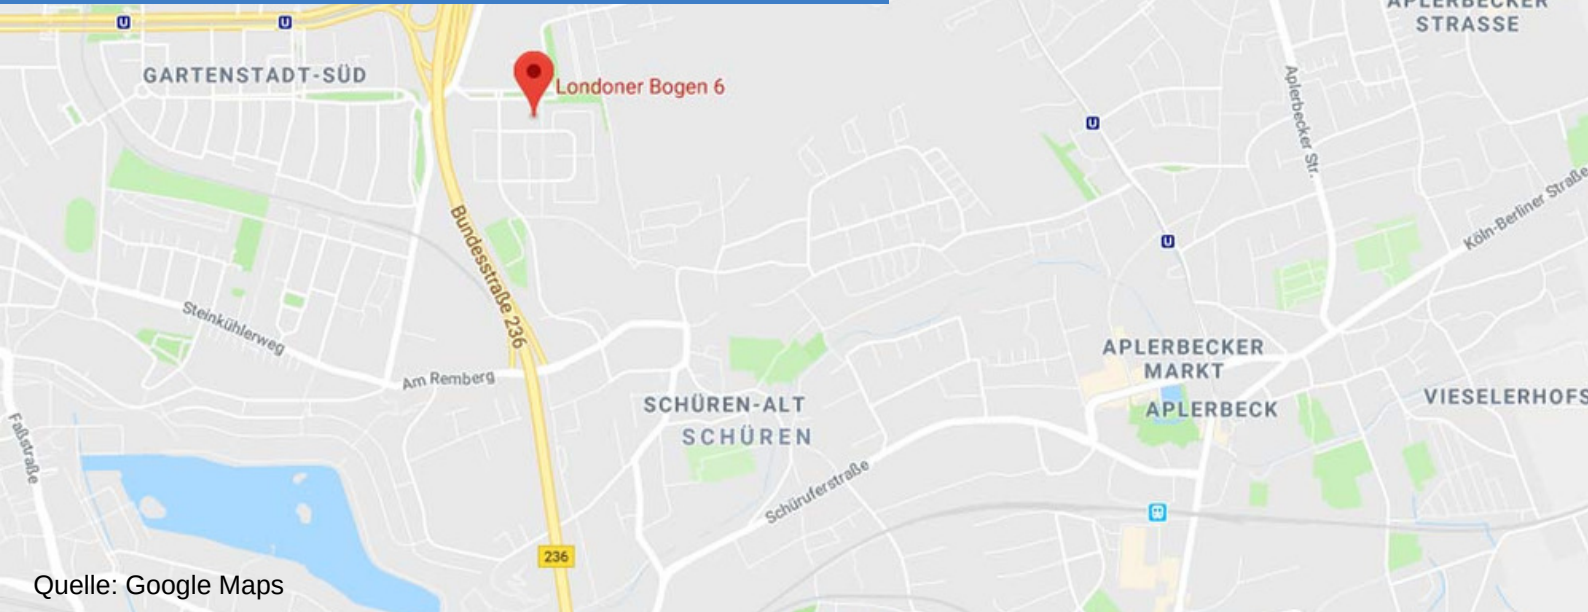 APLERBECKER
STRASSE
U
U
GARTENSTADT-SÜD
Londoner Bogen 6
Aplerbecker Str.
U
Köln-Berliner Straße
Bundesstraße 236
U
Steinkühlerweg
APLERBECKER
MARKT
Am Remberg
SCHÜREN-ALT
APLERBECK
VIESELERHOFS
SCHÜREN
Faßstraße
Schüruferstraße
236
Quelle: Google Maps